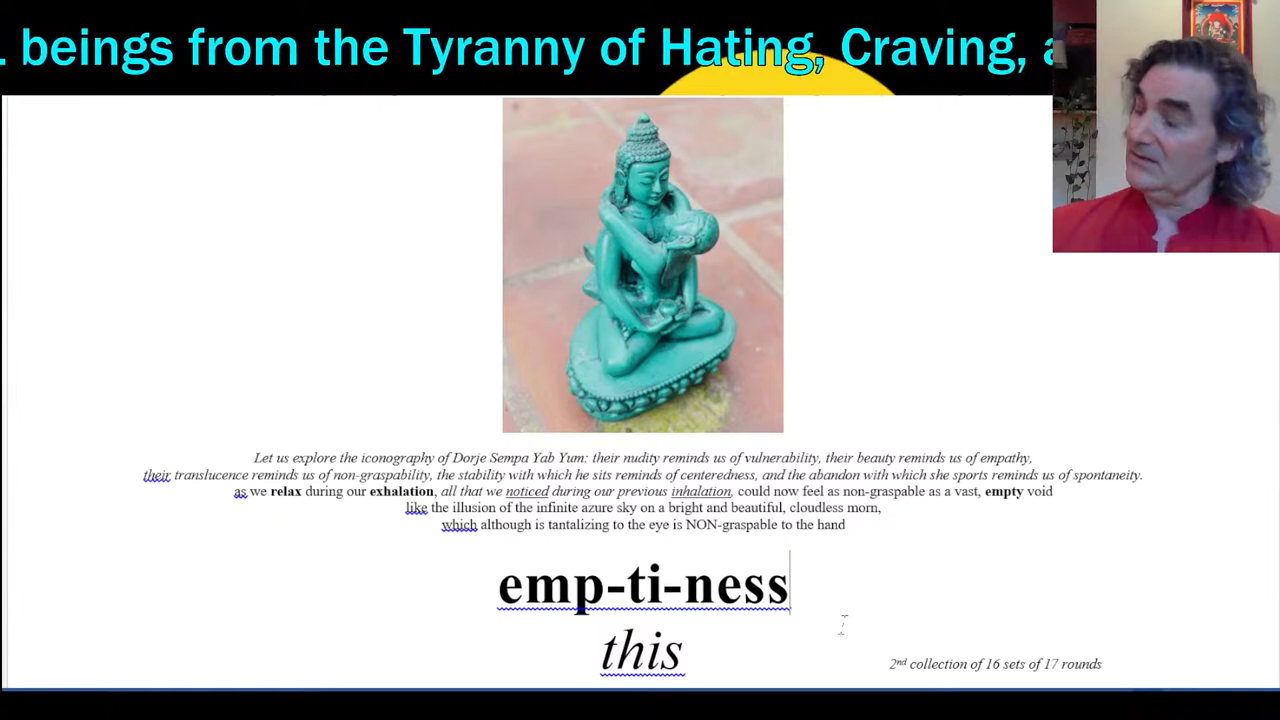 beings from the Tyranny of Hating, Craving,
Let us explore the iconography of Dorje Sempa Yab Yum: their nudity reminds us of vulnerability, their beauty reminds us of empathy,
their translucence reminds us of non-graspability, the stability with which he sits reminds of centeredness, and the abandon with which she sports reminds us of spontaneity.
as we relax during our exhalation, all that we noticed during our previous inhalation, could now feel as non-graspable as a vast, empty void
like the illusion of the infinite azure sky on a bright and beautiful, cloudless morn,
which although is tantalizing to the eye is NON-graspable to the hand
emp-ti-ness
this
2nd collection of 16 sets of 17 rounds